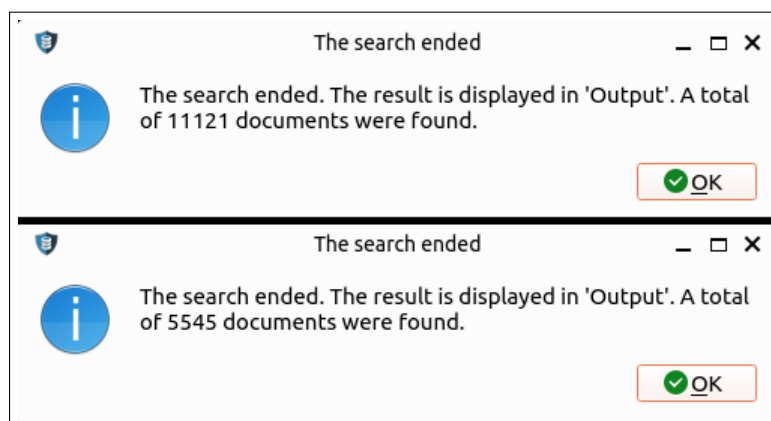 The search ended
The search ended. The result is displayed in 'Output'. A total
of 11121 documents were found.
OK
The search ended
The search ended. The result is displayed in 'Output'. A total
of 5545 documents were found.
OK